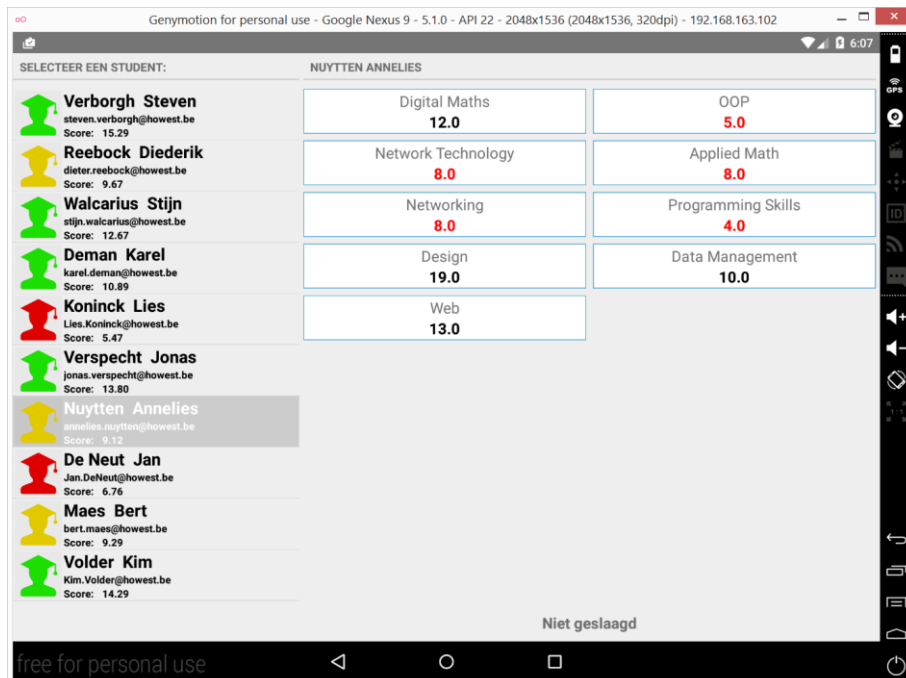 Genymotion for personal use - Google Nexus 9 - 5.1.0 - API 22 - 2048x1536 (2048x1536, 320dpi) - 192.168.163.102
6:07
SELECTEER EEN STUDENT:
Verborgh Steven
steven.verborgh@howest.be
Score: 15.29
Reebock Diederik
dieter.reebock@howest.be
Score: 9.67
Walcarius Stijn
stijn.walcarius@howest.be
Score: 12.67
Deman Karel
karel.deman@howest.be
Score: 10.89
Koninck Lies
Lies.Koninck@howest.be
Score: 5.47
Verspecht Jonas
jonas.verspecht@howest.be
Score: 13.80
Nuytten Annelies
annelies.nuytten@howest.be
Score: 9.12
De Neut Jan
Jan.DeNeut@howest.be
Score: 6.76
Maes Bert
bert.maes@howest.be
Score: 9.29
Volder Kim
Kim.Volder@howest.be
Score: 14.29
NUYTTEN ANNELIES
Digital Maths
12.0
OOP
5.0
Network Technology
8.0
Applied Math
8.0
Networking
8.0
Programming Skills
4.0
Design
19.0
Data Management
10.0
Web
13.0
Niet geslaagd
free for personal use
GPS
ID
1:1